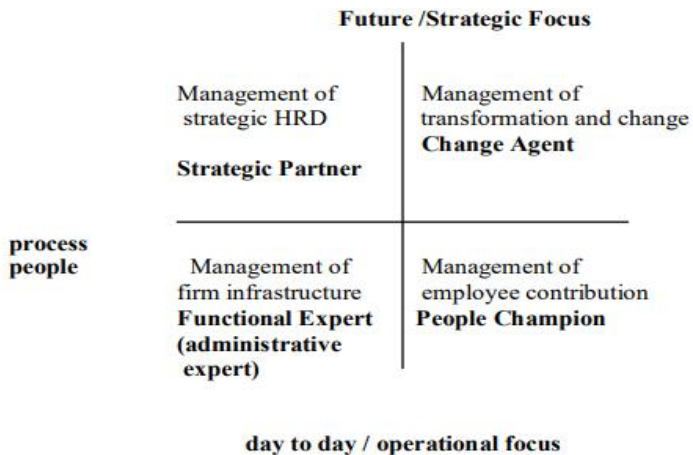 Future /Strategic Focus
Management of
strategic HRD
Strategic Partner
Management of
transformation and change
Change Agent
process
people
Management of
firm infrastructure
Functional Expert
(administrative
expert)
Management of
employee contribution
People Champion
day to day / operational focus